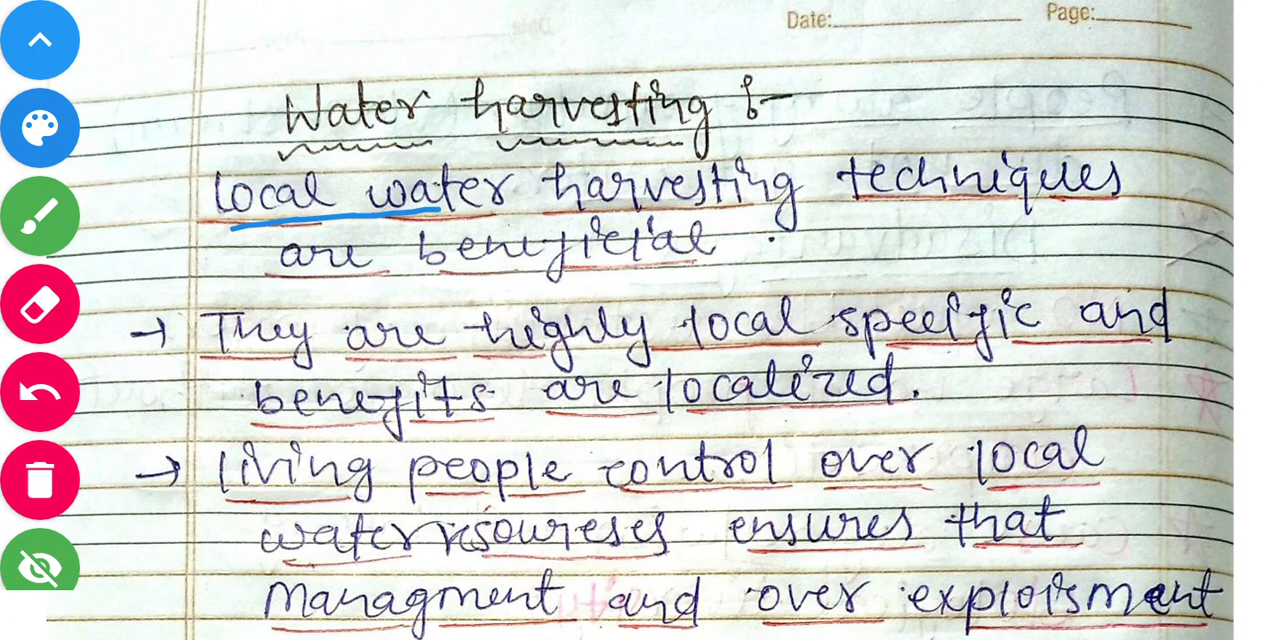 Date: Page:
Water harvesting :-
Local water harvesting techniques
are beneficial.
→ They are highly local specific and
benefits are localized.
→ living people control over local
water resoureses ensures that
managment and over exploisment